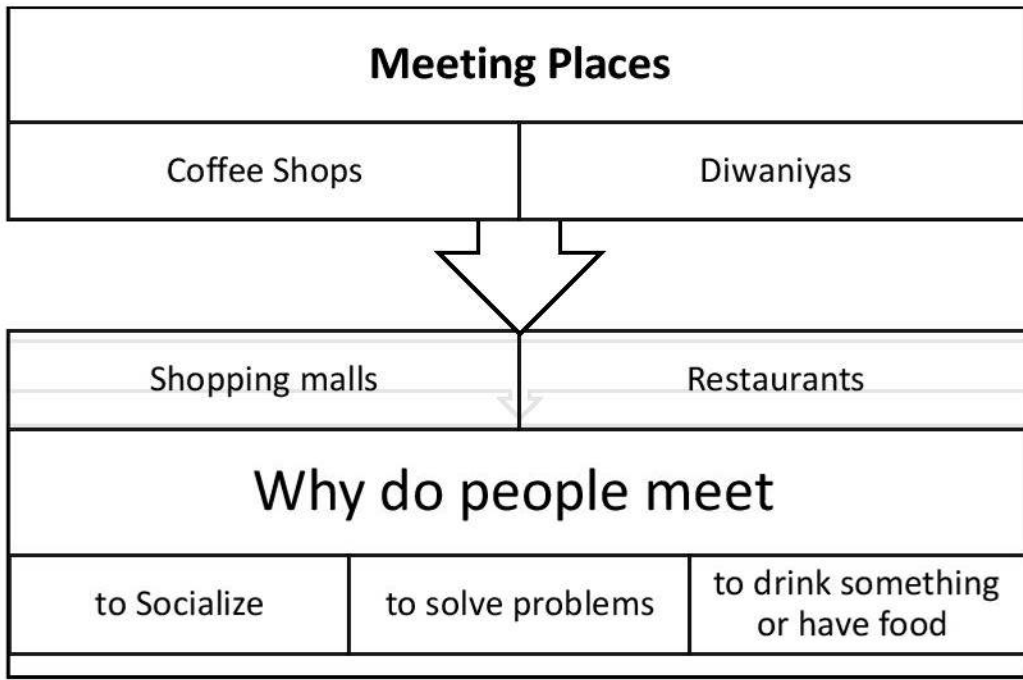 Meeting Places
Coffee Shops
Diwaniyas
Shopping malls
Restaurants
Why do people meet
to Socialize
to solve problems
to drink something
or have food